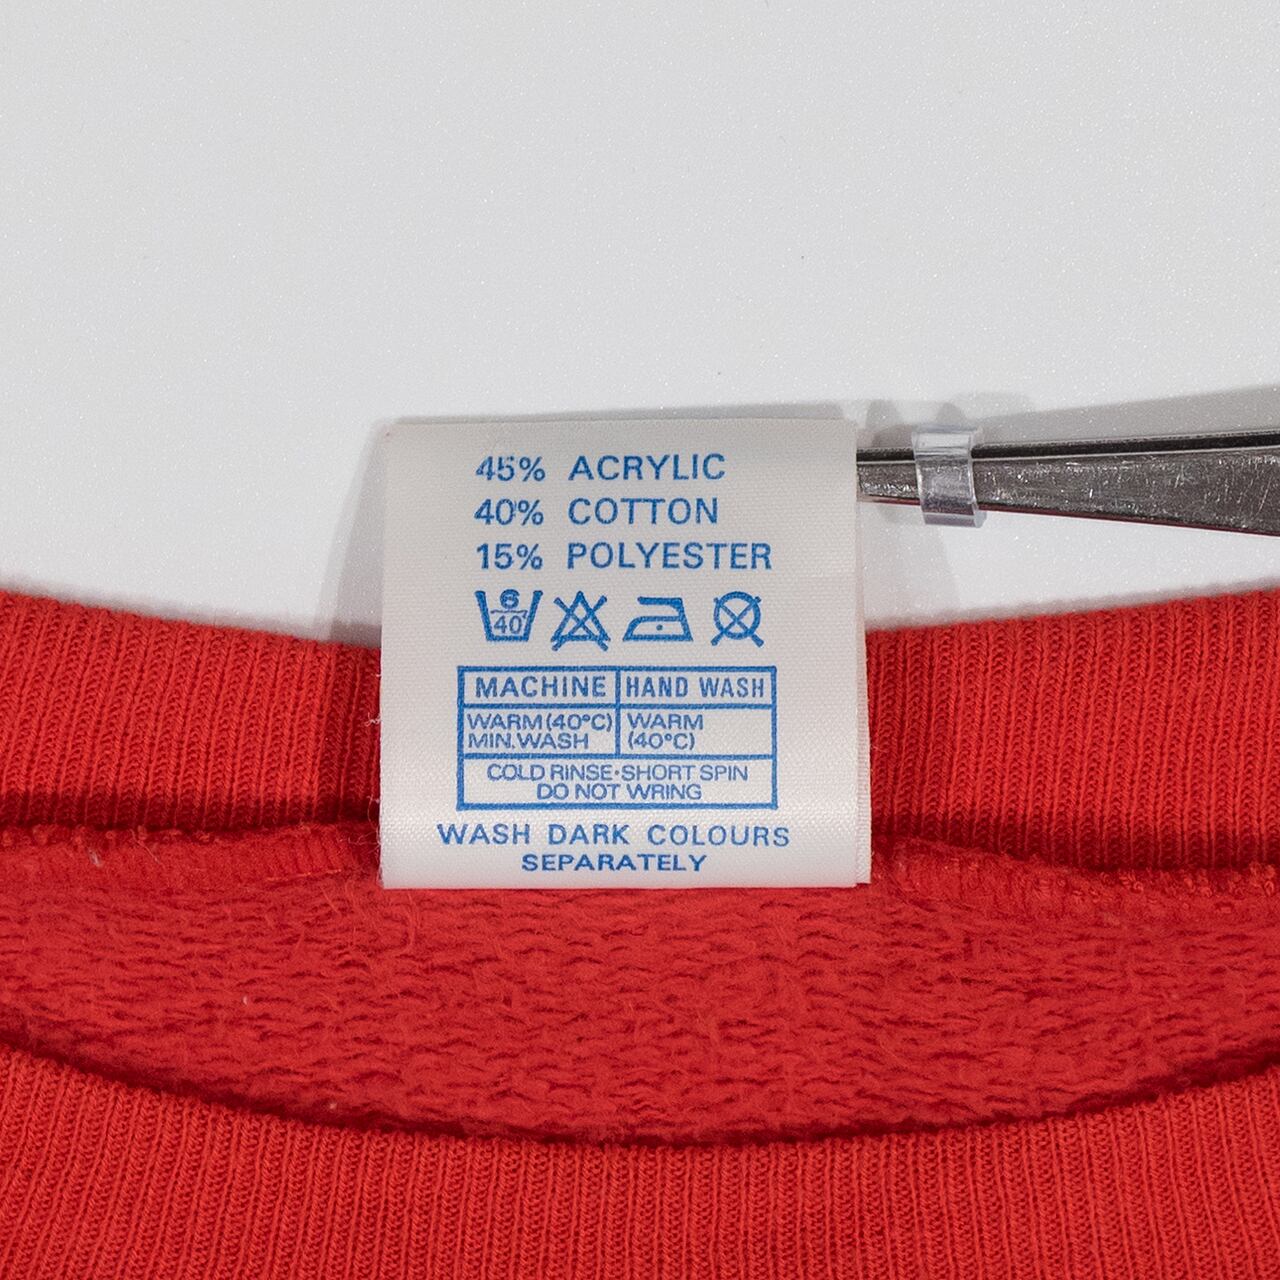 45% ACRYLIC
40% COTTON
15% POLYESTER
6
40
MACHINE HAND WASH
WARM (40°C) WARM
MIN.WASH (40°C)
COLD RINSE·SHORT SPIN
DO NOT WRING
WASH DARK COLOURS
SEPARATELY